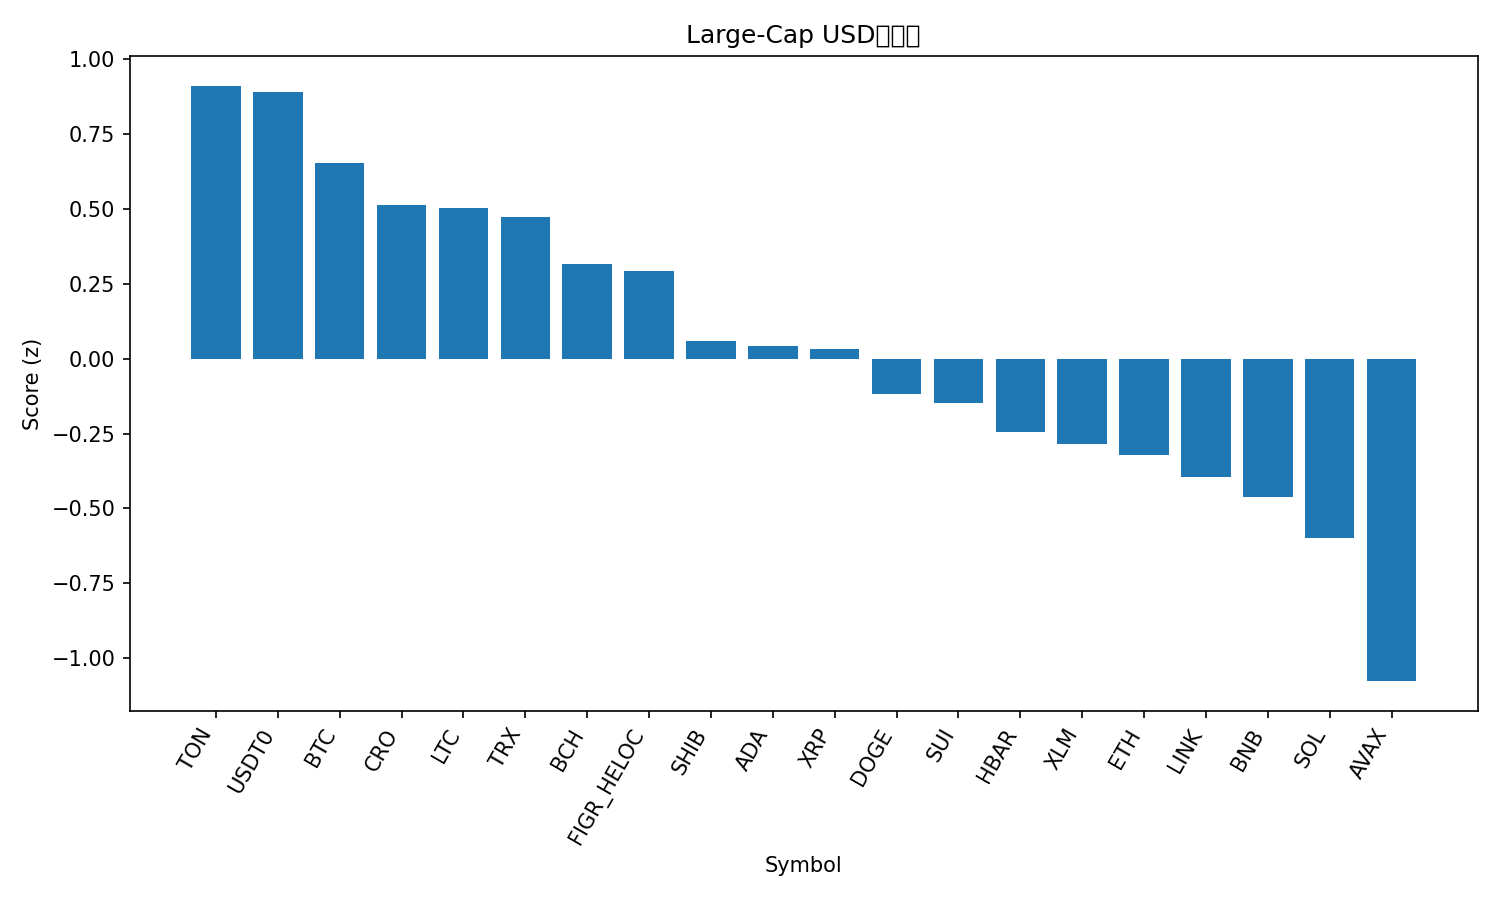 Large-Cap USD
1.00
0.75
0.50
0.25
0.00
−0.25
−0.50
−0.75
−1.00
Score (z)
TON
USDT0
BTC
CRO
LTC
TRX
BCH
FIGR_HELOC
SHIB
ADA
XRP
DOGE
SUI
HBAR
XLM
ETH
LINK
BNB
SOL
AVAX
Symbol